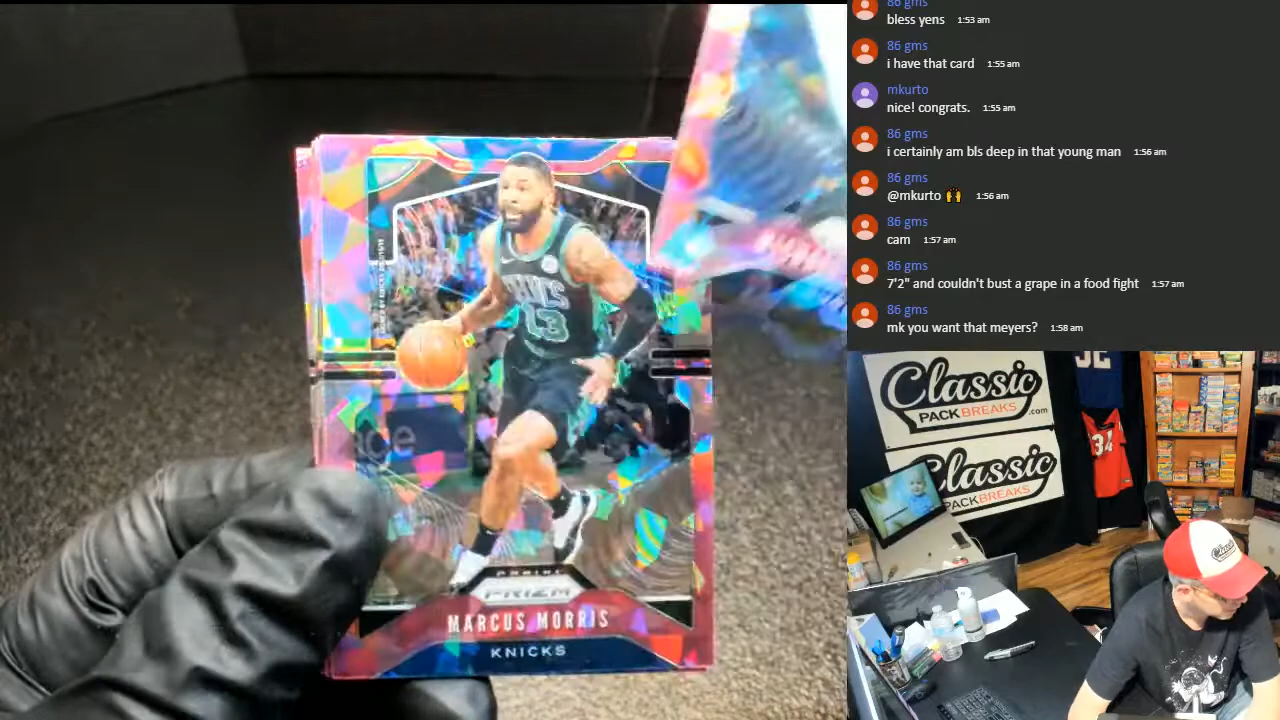 86 gms
bless yens 1:53 am
86 gms
i have that card 1:55 am
mkurto
nice! congrats. 1:55 am
86 gms
i certainly am bls deep in that young man 1:56 am
86 gms
@mkurto 🙌 1:56 am
86 gms
cam 1:57 am
86 gms
7'2" and couldn't bust a grape in a food fight 1:57 am
86 gms
mk you want that meyers? 1:58 am
13
PRIZM
MARCUS MORRIS
KNICKS
Classic
PACKBREAKS.com
Classic
PACKBREAKS
34
Classic